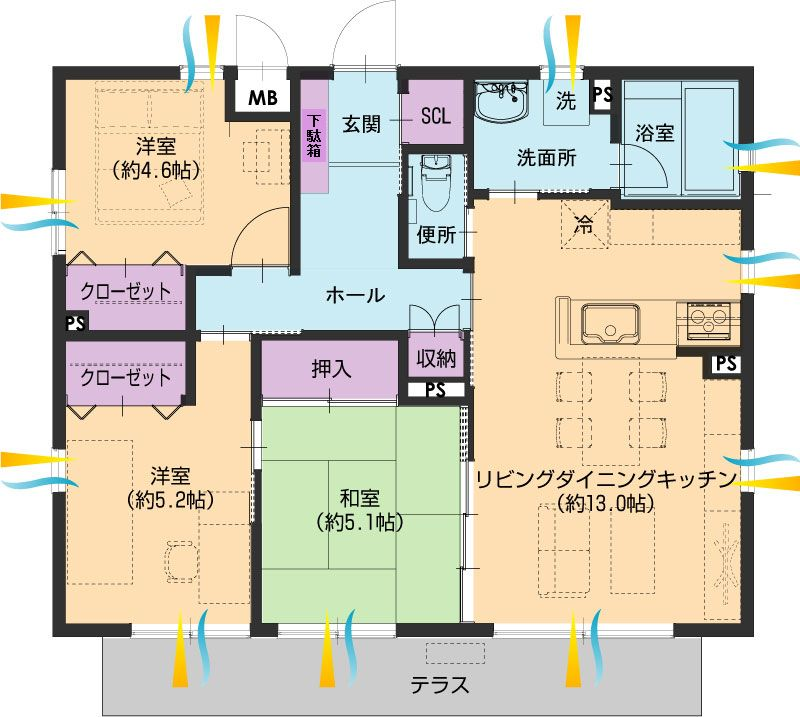 MB
洋室
(約4.6帖)
下駄箱
玄関
SCL
洗
PS
洗面所
浴室
便所
冷
クローゼット
PS
ホール
クローゼット
押入
収納
PS
PS
洋室
(約5.2帖)
和室
(約5.1帖)
リビングダイニングキッチン
(約13.0帖)
テラス